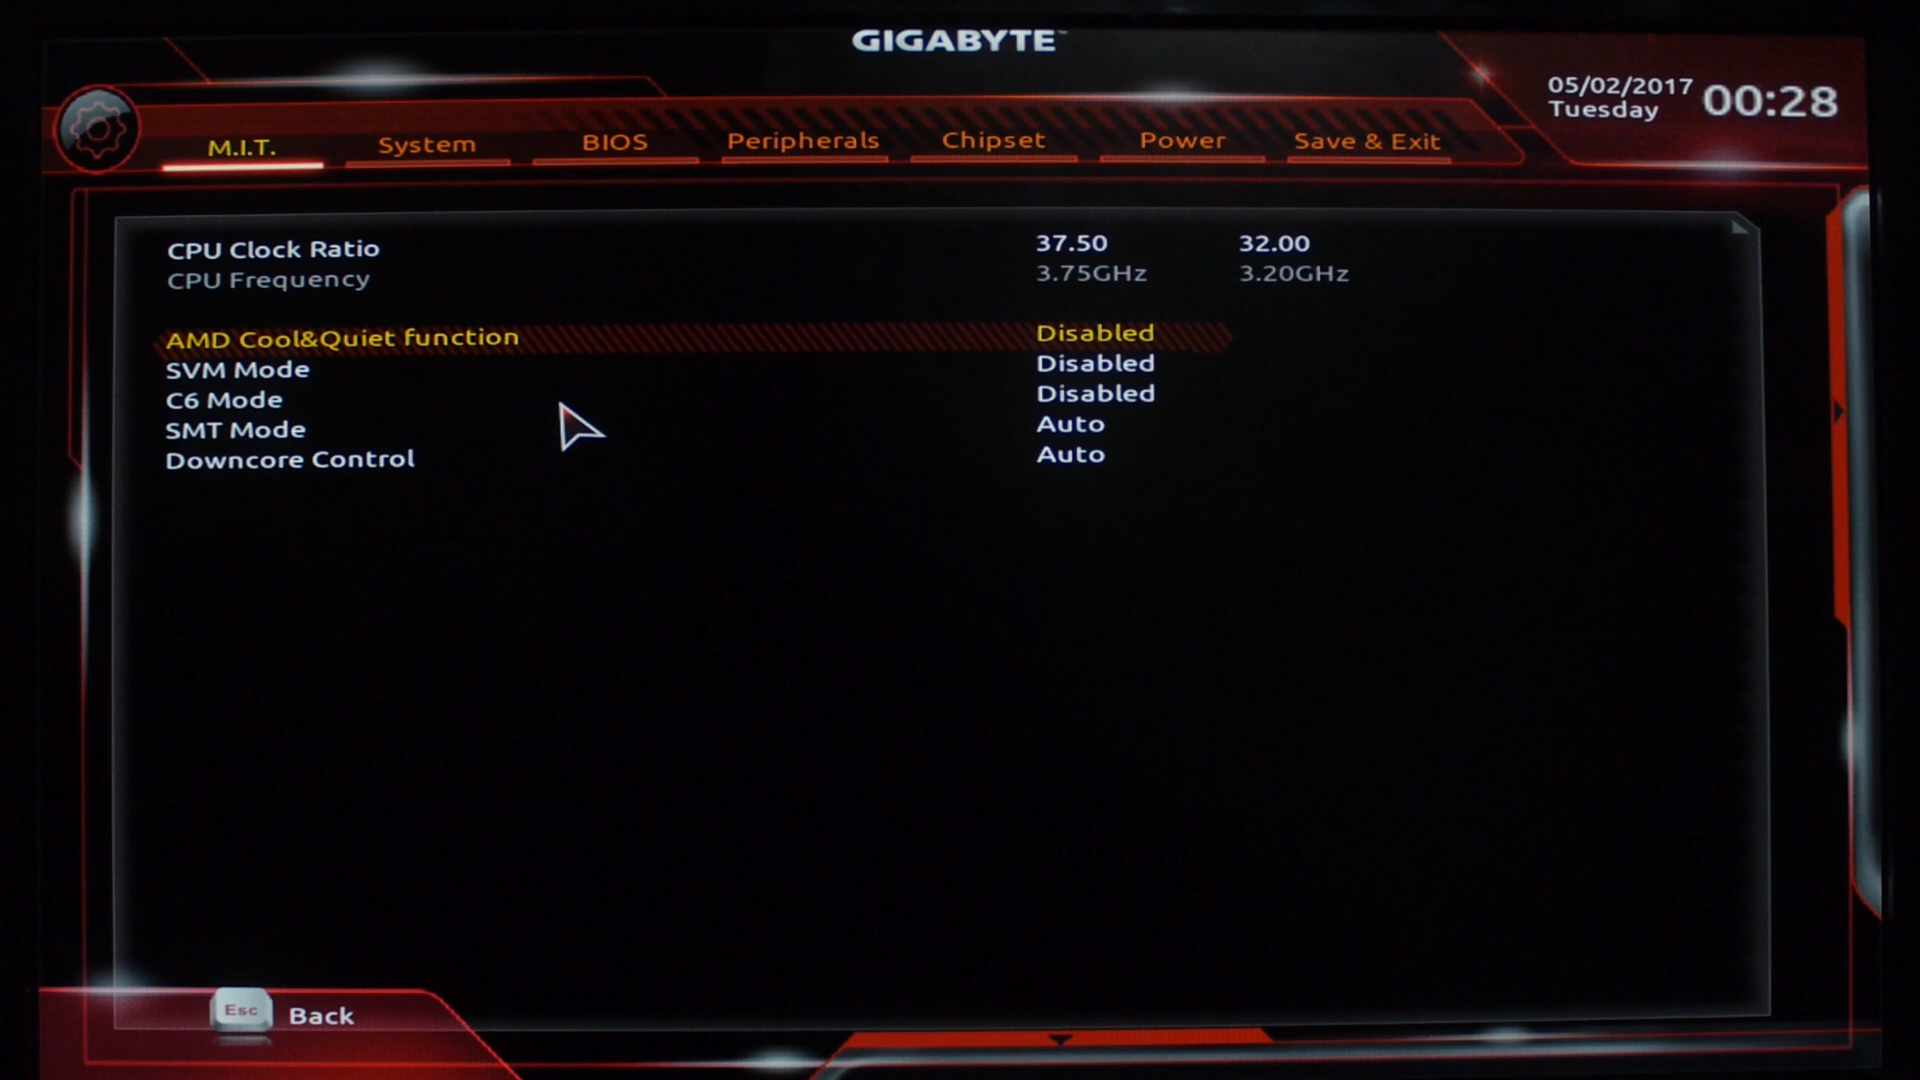 GIGABYTE™
05/02/2017
Tuesday
00:28
M.I.T. System BIOS Peripherals Chipset Power Save & Exit
CPU Clock Ratio 37.50 32.00
CPU Frequency 3.75GHz 3.20GHz
AMD Cool&Quiet function Disabled
SVM Mode Disabled
C6 Mode Disabled
SMT Mode Auto
Downcore Control Auto
Esc Back